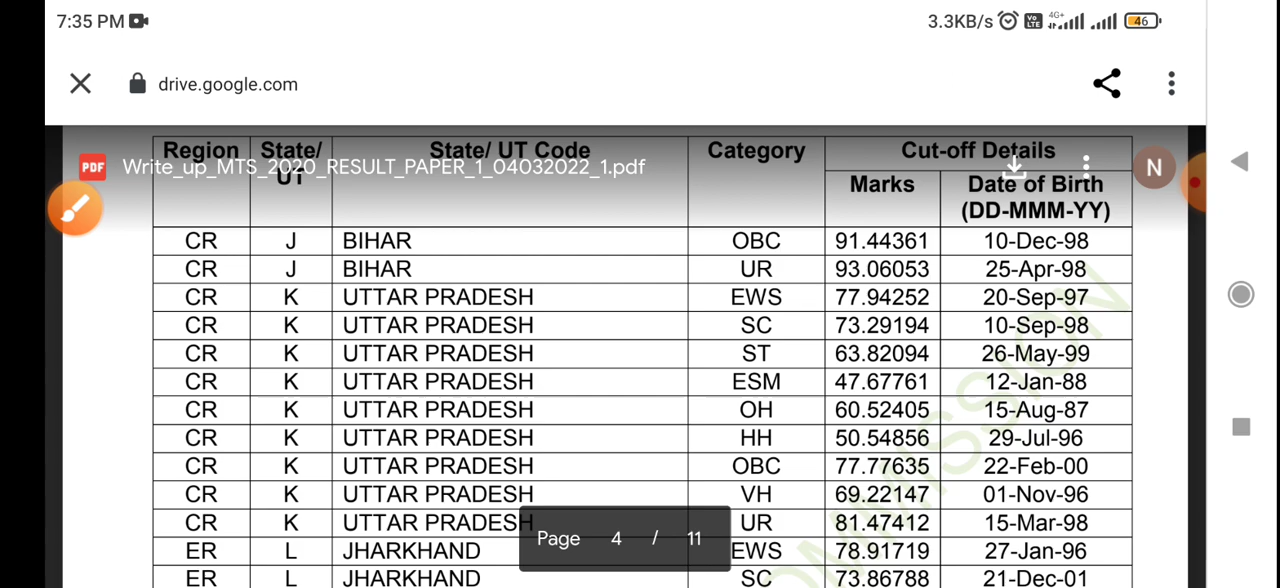 7:35 PM
3.3KB/s Vo LTE 4G+ 46
drive.google.com
Region State/ UT State/ UT Code Category Cut-off Details
Marks Date of Birth (DD-MMM-YY)
PDF Write_up_MTS_2020_RESULT_PAPER_1_04032022_1.pdf N
CR J BIHAR OBC 91.44361 10-Dec-98
CR J BIHAR UR 93.06053 25-Apr-98
CR K UTTAR PRADESH EWS 77.94252 20-Sep-97
CR K UTTAR PRADESH SC 73.29194 10-Sep-98
CR K UTTAR PRADESH ST 63.82094 26-May-99
CR K UTTAR PRADESH ESM 47.67761 12-Jan-88
CR K UTTAR PRADESH OH 60.52405 15-Aug-87
CR K UTTAR PRADESH HH 50.54856 29-Jul-96
CR K UTTAR PRADESH OBC 77.77635 22-Feb-00
CR K UTTAR PRADESH VH 69.22147 01-Nov-96
CR K UTTAR PRADESH UR 81.47412 15-Mar-98
ER L JHARKHAND EWS 78.91719 27-Jan-96
ER L JHARKHAND SC 73.86788 21-Dec-01
Page 4 / 11
OMMISSION